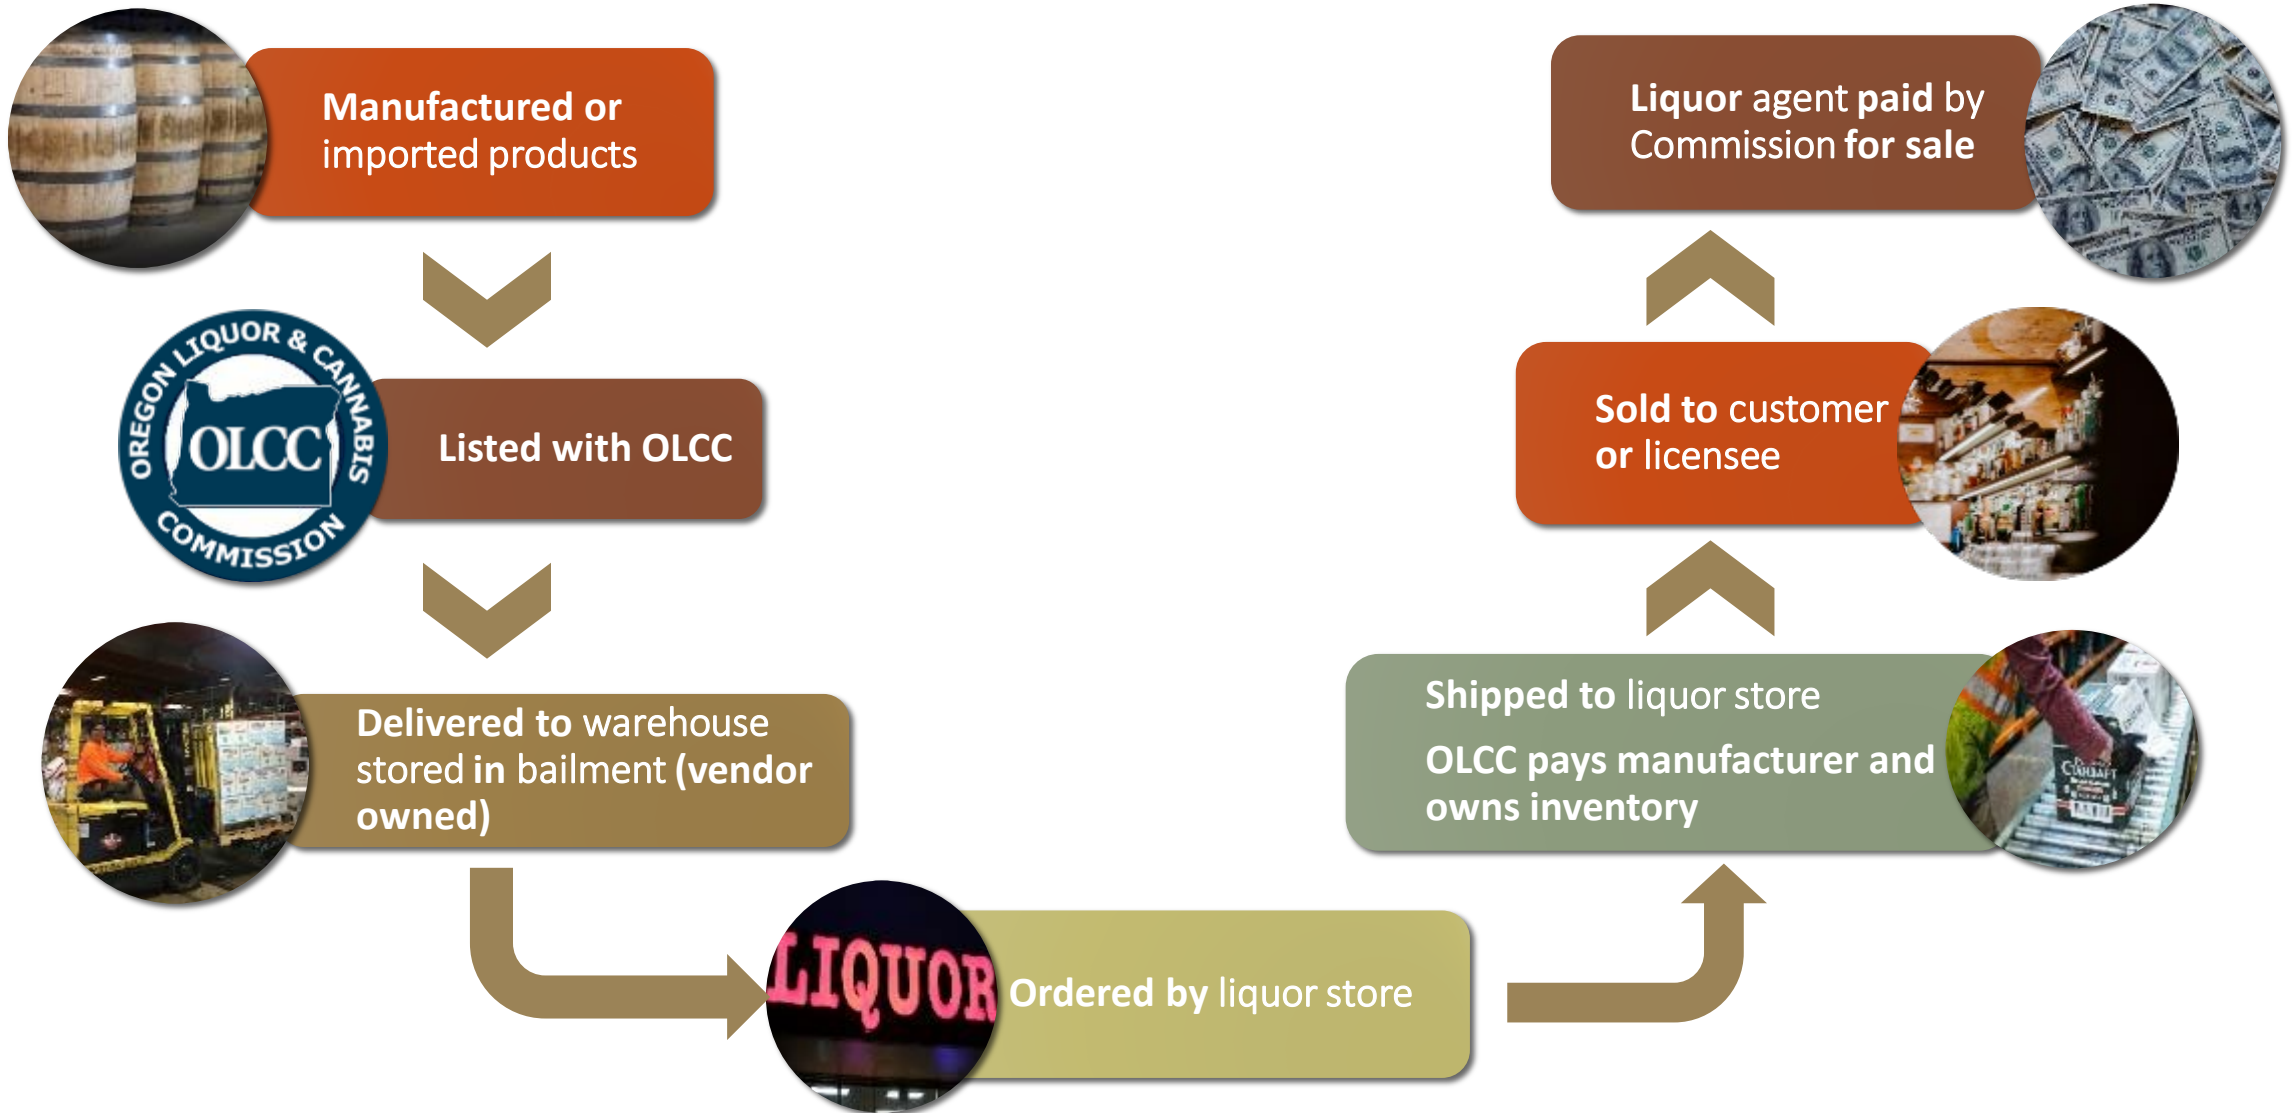 Manufactured or
imported products
OREGON LIQUOR & CANNABIS
OLCC
COMMISSION
Listed with OLCC
Delivered to warehouse
stored in bailment (vendor
owned)
LIQUOR
Ordered by liquor store
Shipped to liquor store
OLCC pays manufacturer and
owns inventory
Sold to customer
or licensee
Liquor agent paid by
Commission for sale